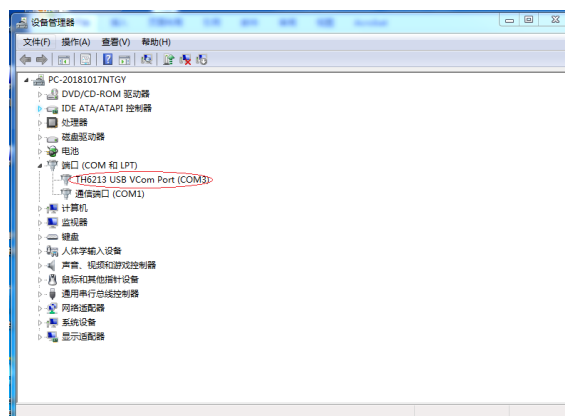 设备管理器
文件(F) 操作(A) 查看(V) 帮助(H)
PC-20181017NTGY
DVD/CD-ROM 驱动器
IDE ATA/ATAPI 控制器
处理器
磁盘驱动器
电池
端口 (COM 和 LPT)
TH6213 USB VCom Port (COM3)
通信端口 (COM1)
计算机
监视器
键盘
人体学输入设备
声音、视频和游戏控制器
鼠标和其他指针设备
通用串行总线控制器
网络适配器
系统设备
显示适配器